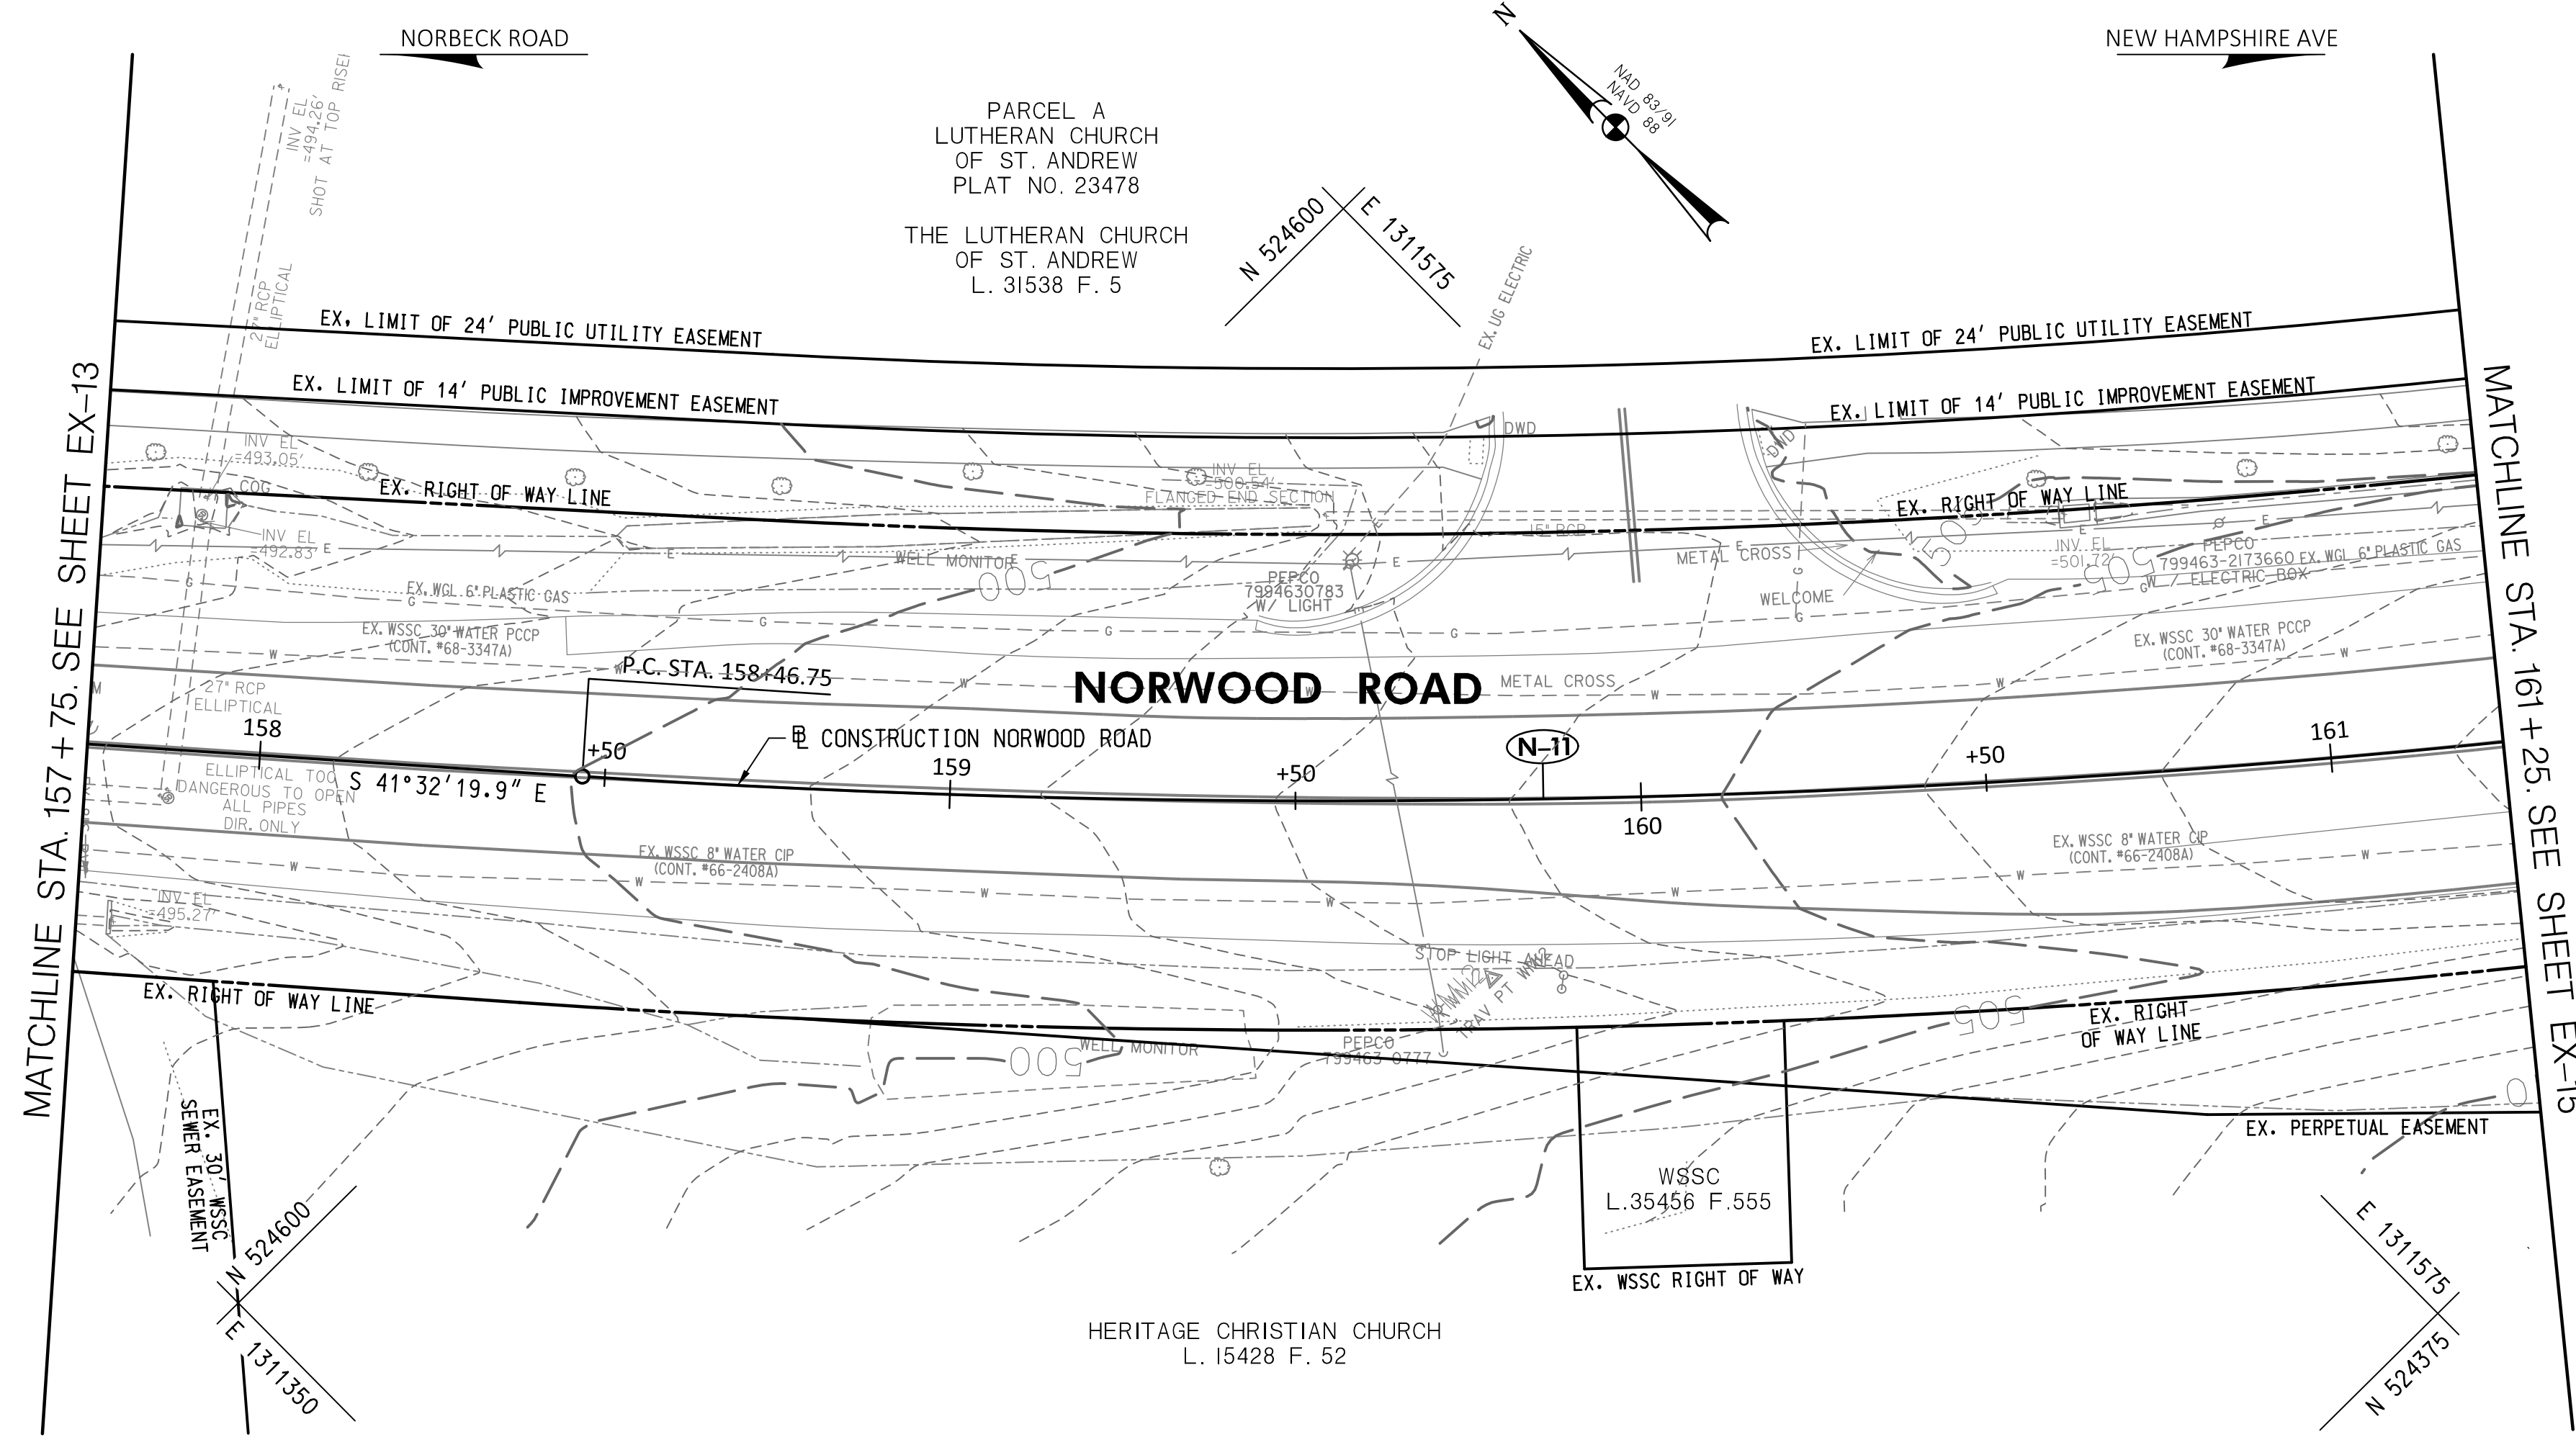 NORBECK ROAD
NEW HAMPSHIRE AVE
N
NAD 83/91
NAVD 88
INV EL
=494.26'
SHOT AT TOP RISEI
PARCEL A
LUTHERAN CHURCH
OF ST. ANDREW
PLAT NO. 23478
THE LUTHERAN CHURCH
OF ST. ANDREW
L. 31538 F. 5
N 524600
E 1311575
EX. UG ELECTRIC
27" RCP
ELLIPTICAL
EX. LIMIT OF 24' PUBLIC UTILITY EASEMENT
EX. LIMIT OF 24' PUBLIC UTILITY EASEMENT
EX. LIMIT OF 14' PUBLIC IMPROVEMENT EASEMENT
EX. LIMIT OF 14' PUBLIC IMPROVEMENT EASEMENT
MATCHLINE STA. 157+75. SEE SHEET EX-13
MATCHLINE STA. 161+25. SEE SHEET EX-15
DWD
DWD
INV EL
=493.05'
COG
EX. RIGHT OF WAY LINE
INV EL
=500.54'
FLANGED END SECTION
EX. RIGHT OF WAY LINE
15" RCP
INV EL
=492.83'
WELL MONITOR
500
METAL CROSS
500
INV EL
=501.72'
505
PEPCO
799463-2173660
W / ELECTRIC BOX
EX. WGL 6" PLASTIC GAS
EX. WGL 6" PLASTIC GAS
PEPCO
7994630783
W/ LIGHT
WELCOME
EX. WSSC 30" WATER PCCP
(CONT. #68-3347A)
EX. WSSC 30" WATER PCCP
(CONT. #68-3347A)
P.C. STA. 158+46.75
NORWOOD ROAD
METAL CROSS
27" RCP
ELLIPTICAL
158
+50
BL CONSTRUCTION NORWOOD ROAD
159
+50
N-11
160
+50
161
S 41°32'19.9" E
ELLIPTICAL TOO
DANGEROUS TO OPEN
ALL PIPES
DIR. ONLY
EX. WSSC 8" WATER CIP
(CONT. #66-2408A)
EX. WSSC 8" WATER CIP
(CONT. #66-2408A)
INV EL
=495.27'
STOP LIGHT AHEAD
TRAV PT
EX. RIGHT OF WAY LINE
WELL MONITOR
500
PEPCO
799463-0777
505
EX. RIGHT
OF WAY LINE
EX. 30' WSSC
SEWER EASEMENT
EX. PERPETUAL EASEMENT
WSSC
L.35456 F.555
EX. WSSC RIGHT OF WAY
N 524600
E 1311350
HERITAGE CHRISTIAN CHURCH
L. 15428 F. 52
E 1311575
N 524375